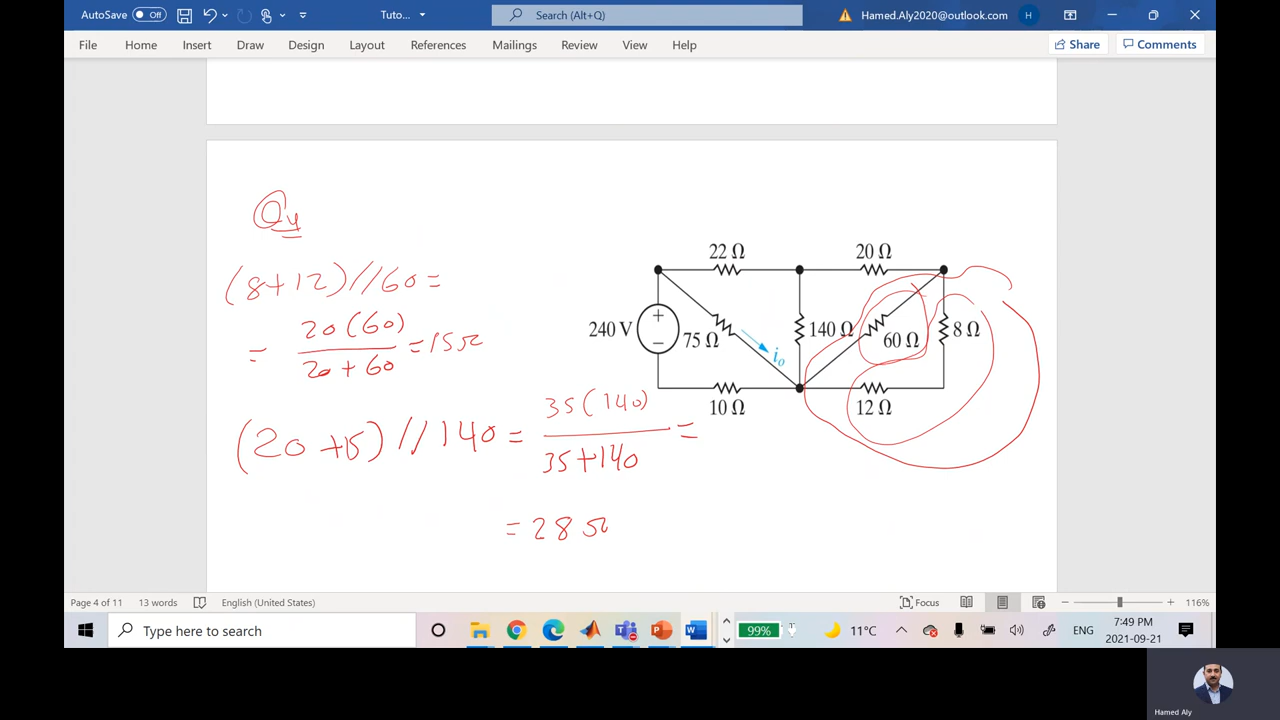 AutoSave Off Tuto... Search (Alt+Q) Hamed.Aly2020@outlook.com H
File Home Insert Draw Design Layout References Mailings Review View Help Share Comments
Q4
(8+12)//60=
= 20(60) / 20+60 = 15Ω
(20+15)//140 = 35(140) / 35+140 =
= 28Ω
22 Ω 20 Ω
240 V + − 75 Ω i₀ 140 Ω 60 Ω 8 Ω
10 Ω 12 Ω
Page 4 of 11 13 words English (United States) Focus 116%
Type here to search 99% 11°C ENG 7:49 PM
2021-09-21
Hamed Aly